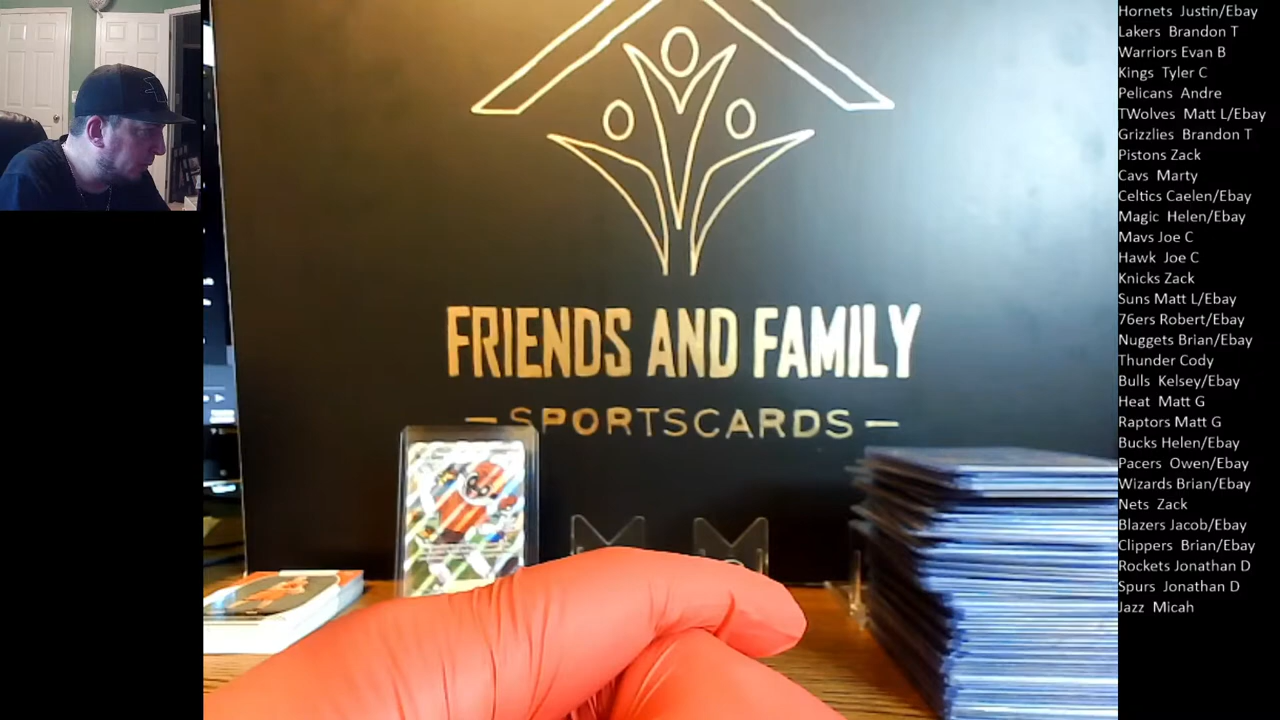 FRIENDS AND FAMILY
SPORTSCARDS
Hornets Justin/Ebay
Lakers Brandon T
Warriors Evan B
Kings Tyler C
Pelicans Andre
TWolves Matt L/Ebay
Grizzlies Brandon T
Pistons Zack
Cavs Marty
Celtics Caelen/Ebay
Magic Helen/Ebay
Mavs Joe C
Hawk Joe C
Knicks Zack
Suns Matt L/Ebay
76ers Robert/Ebay
Nuggets Brian/Ebay
Thunder Cody
Bulls Kelsey/Ebay
Heat Matt G
Raptors Matt G
Bucks Helen/Ebay
Pacers Owen/Ebay
Wizards Brian/Ebay
Nets Zack
Blazers Jacob/Ebay
Clippers Brian/Ebay
Rockets Jonathan D
Spurs Jonathan D
Jazz Micah